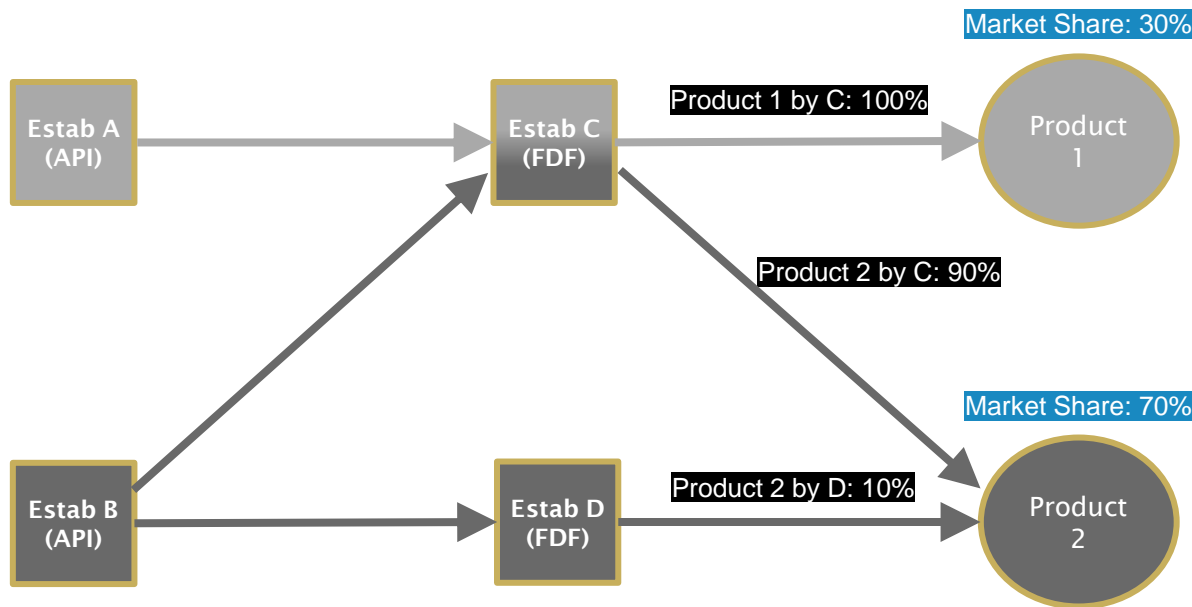 Market Share: 30%
Product 1 by C: 100%
Estab A
(API)
Estab C
(FDF)
Product
1
Product 2 by C: 90%
Market Share: 70%
Product 2 by D: 10%
Estab B
(API)
Estab D
(FDF)
Product
2